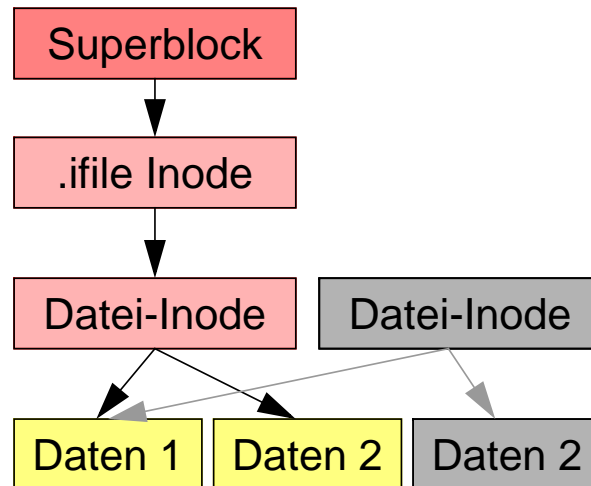 Superblock
.ifile Inode
Datei-Inode
Datei-Inode
Daten 1
Daten 2
Daten 2